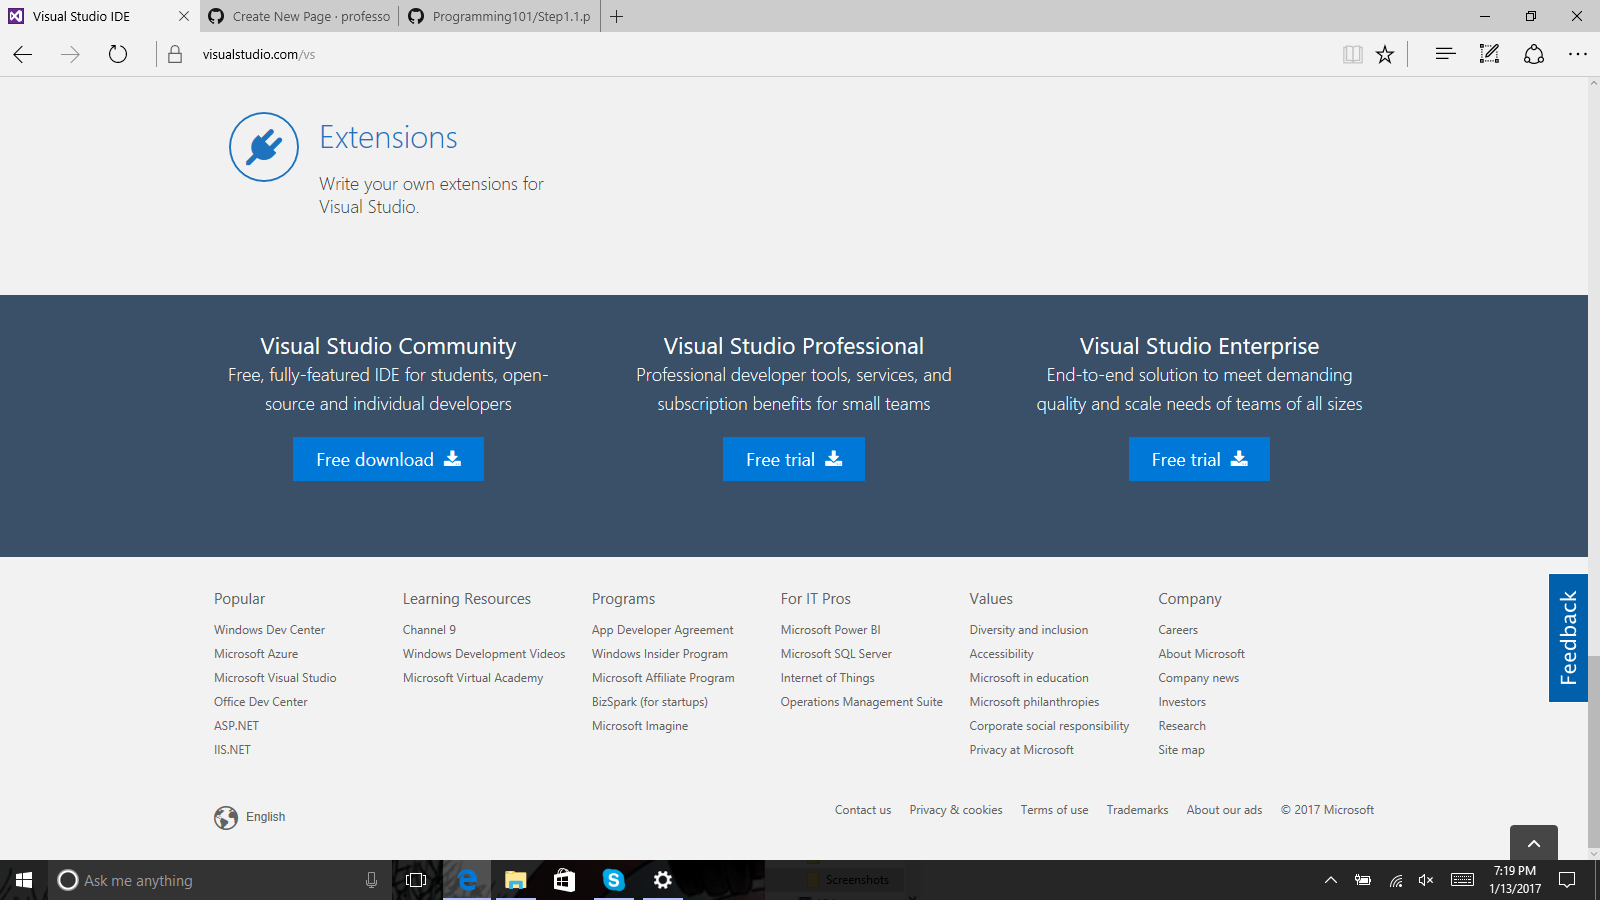 Visual Studio IDE
Create New Page · professo
Programming101/Step1.1.p
visualstudio.com/vs
Extensions
Write your own extensions for
Visual Studio.
Visual Studio Community
Free, fully-featured IDE for students, open-
source and individual developers
Free download
Visual Studio Professional
Professional developer tools, services, and
subscription benefits for small teams
Free trial
Visual Studio Enterprise
End-to-end solution to meet demanding
quality and scale needs of teams of all sizes
Free trial
Feedback
Popular
Windows Dev Center
Microsoft Azure
Microsoft Visual Studio
Office Dev Center
ASP.NET
IIS.NET
Learning Resources
Channel 9
Windows Development Videos
Microsoft Virtual Academy
Programs
App Developer Agreement
Windows Insider Program
Microsoft Affiliate Program
BizSpark (for startups)
Microsoft Imagine
For IT Pros
Microsoft Power BI
Microsoft SQL Server
Internet of Things
Operations Management Suite
Values
Diversity and inclusion
Accessibility
Microsoft in education
Microsoft philanthropies
Corporate social responsibility
Privacy at Microsoft
Company
Careers
About Microsoft
Company news
Investors
Research
Site map
English
Contact us
Privacy & cookies
Terms of use
Trademarks
About our ads
© 2017 Microsoft
Ask me anything
Screenshots
7:19 PM
1/13/2017